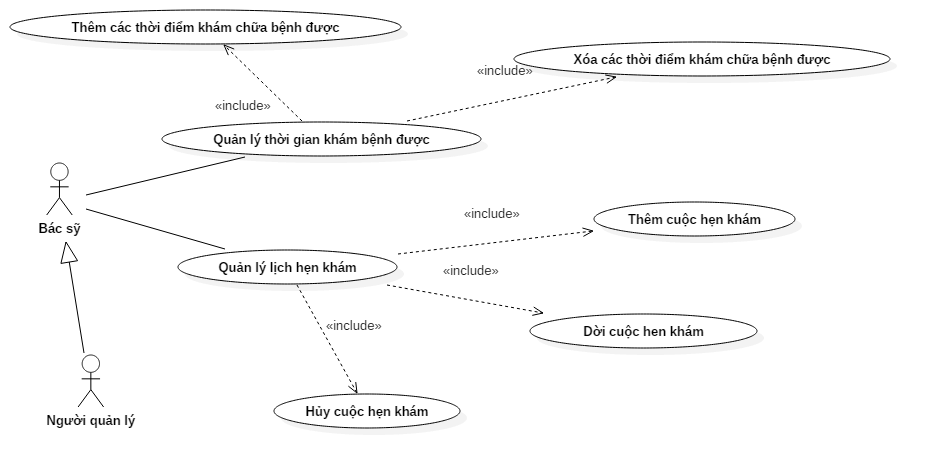 Thêm các thời điểm khám chữa bệnh được
Xóa các thời điểm khám chữa bệnh được
«include»
«include»
Quản lý thời gian khám bệnh được
Bác sỹ
«include»
Thêm cuộc hẹn khám
Quản lý lịch hẹn khám
«include»
«include»
Dời cuộc hen khám
Người quản lý
Hủy cuộc hẹn khám